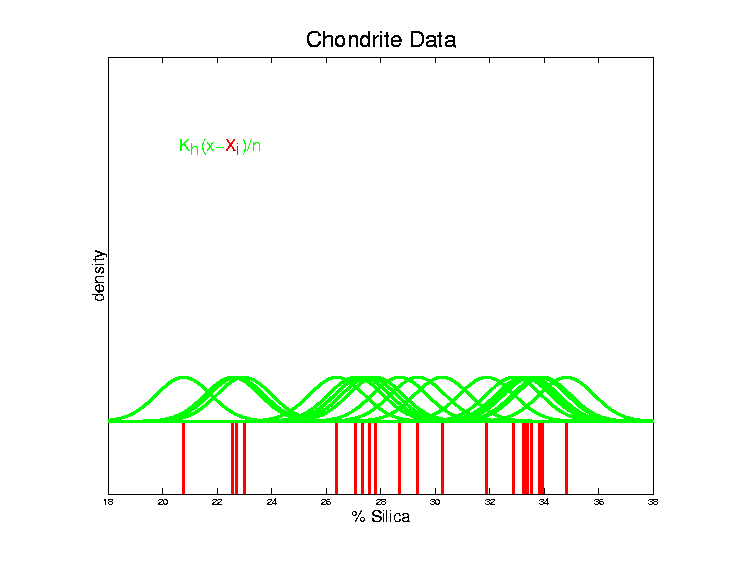 Chondrite Data
K_h(x−X_i)/n
density
18 20 22 24 26 28 30 32 34 36 38
% Silica